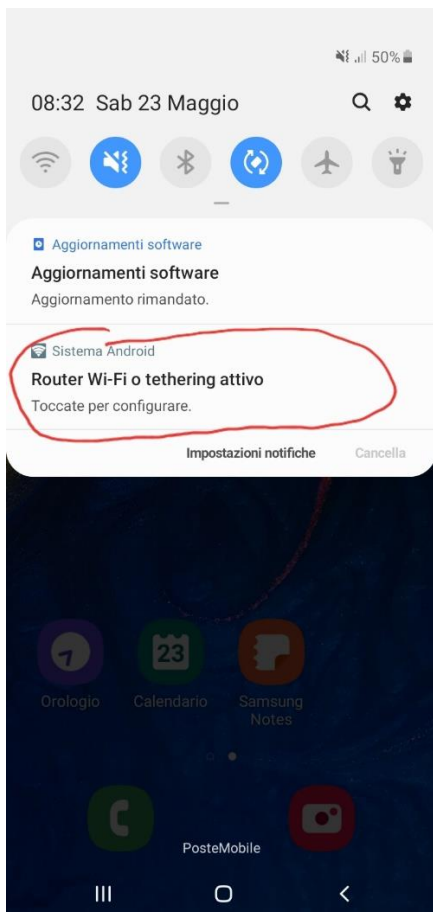 50%
08:32 Sab 23 Maggio
Aggiornamenti software
Aggiornamenti software
Aggiornamento rimandato.
Sistema Android
Router Wi-Fi o tethering attivo
Toccate per configurare.
Impostazioni notifiche Cancella
7 23
Orologio Calendario Samsung
Notes
PosteMobile